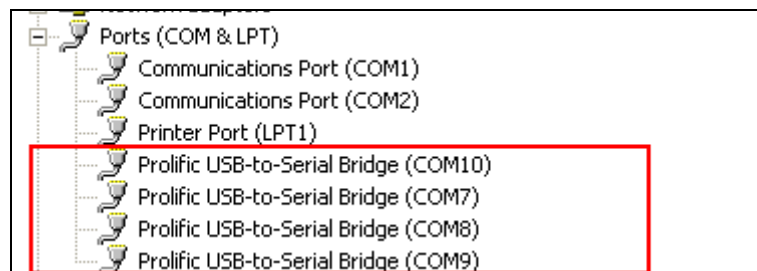 Ports (COM & LPT)
Communications Port (COM1)
Communications Port (COM2)
Printer Port (LPT1)
Prolific USB-to-Serial Bridge (COM10)
Prolific USB-to-Serial Bridge (COM7)
Prolific USB-to-Serial Bridge (COM8)
Prolific USB-to-Serial Bridge (COM9)